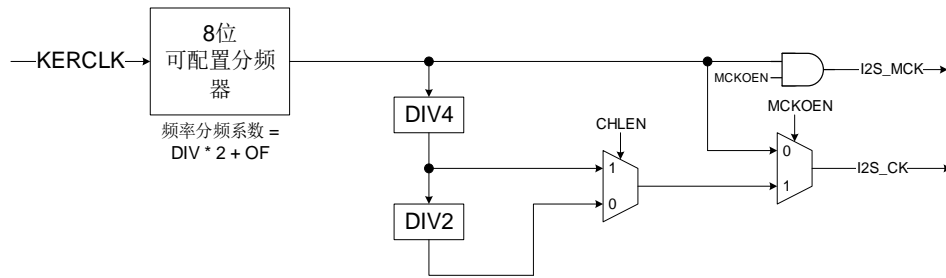 KERCLK
8位
可配置分频
器
频率分频系数 =
DIV * 2 + OF
DIV4
DIV2
CHLEN
1
0
MCKOEN
I2S_MCK
MCKOEN
0
1
I2S_CK